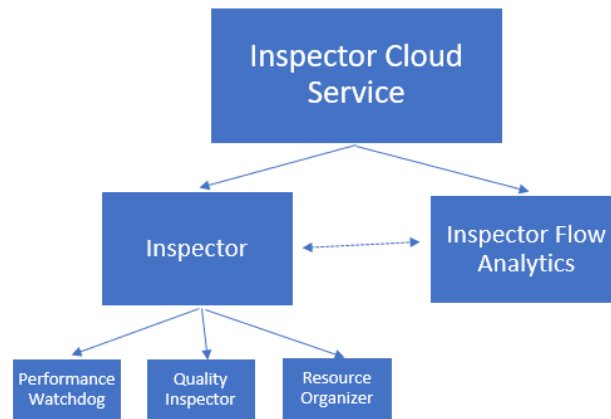 Inspector Cloud
Service
Inspector
Inspector Flow
Analytics
Performance
Watchdog
Quality
Inspector
Resource
Organizer